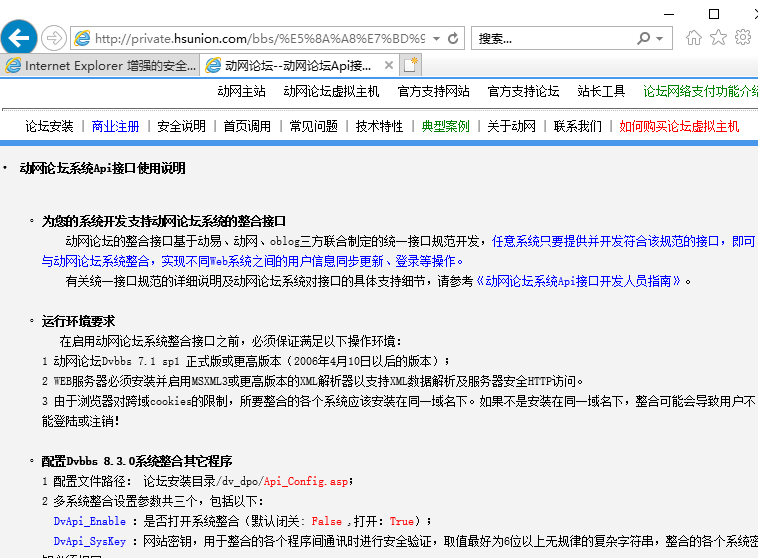 http://private.hsunion.com/bbs/%E5%8A%A8%E7%BD%9
搜索...
Internet Explorer 增强的安全...
动网论坛--动网论坛Api接...
动网主站 动网论坛虚拟主机 官方支持网站 官方支持论坛 站长工具 论坛网络支付功能介绍
论坛安装 | 商业注册 | 安全说明 | 首页调用 | 常见问题 | 技术特性 | 典型案例 | 关于动网 | 联系我们 | 如何购买论坛虚拟主机
· 动网论坛系统Api接口使用说明
。为您的系统开发支持动网论坛系统的整合接口
动网论坛的整合接口基于动易、动网、oblog三方联合制定的统一接口规范开发，任意系统只要提供并开发符合该规范的接口，即可
与动网论坛系统整合，实现不同Web系统之间的用户信息同步更新、登录等操作。
有关统一接口规范的详细说明及动网论坛系统对接口的具体支持细节，请参考《动网论坛系统Api接口开发人员指南》。
。运行环境要求
在启用动网论坛系统整合接口之前，必须保证满足以下操作环境：
1 动网论坛Dvbbs 7.1 sp1 正式版或更高版本（2006年4月10日以后的版本）；
2 WEB服务器必须安装并启用MSXML3或更高版本的XML解析器以支持XML数据解析及服务器安全HTTP访问。
3 由于浏览器对跨域cookies的限制，所要整合的各个系统应该安装在同一域名下。如果不是安装在同一域名下，整合可能会导致用户不
能登陆或注销！
。配置Dvbbs 8.3.0系统整合其它程序
1 配置文件路径： 论坛安装目录/dv_dpo/Api_Config.asp；
2 多系统整合设置参数共三个，包括以下：
DvApi_Enable ：是否打开系统整合（默认闭关: False ,打开：True）；
DvApi_SysKey ：网站密钥，用于整合的各个程序间通讯时进行安全验证，取值最好为6位以上无规律的复杂字符串，整合的各个系统密